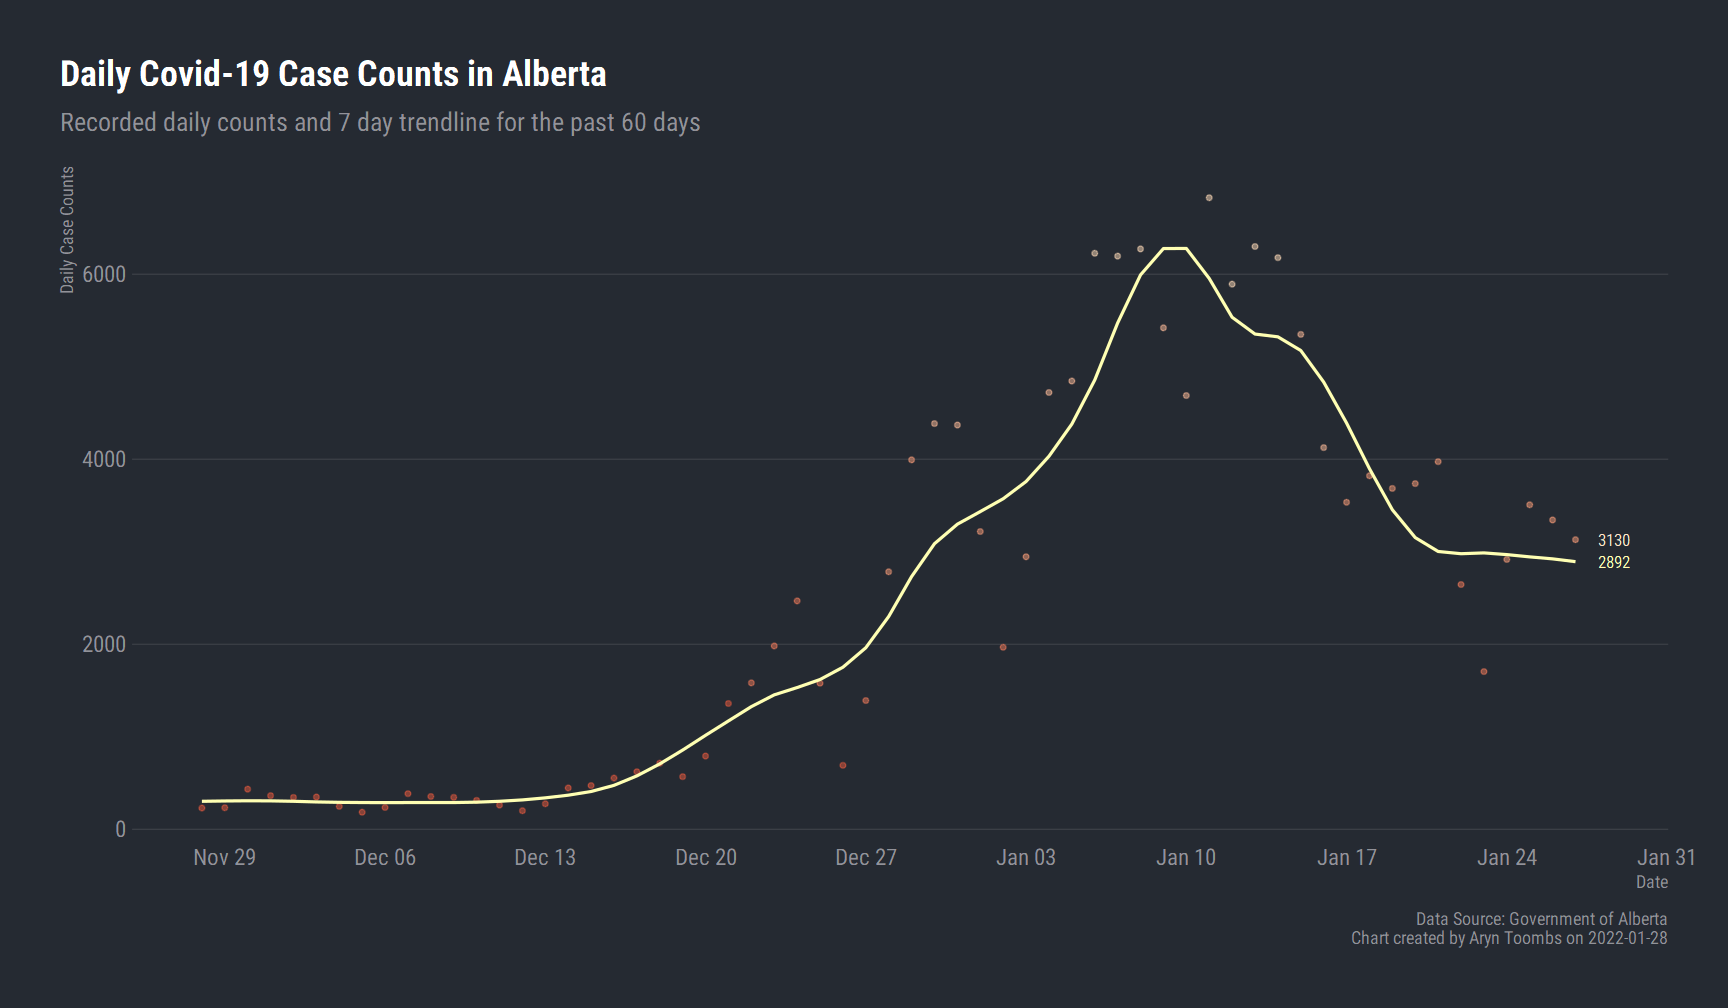 Daily Covid-19 Case Counts in Alberta
Recorded daily counts and 7 day trendline for the past 60 days
Daily Case Counts
6000
4000
3130
2892
2000
0
Nov 29 Dec 06 Dec 13 Dec 20 Dec 27 Jan 03 Jan 10 Jan 17 Jan 24 Jan 31
Date
Data Source: Government of Alberta
Chart created by Aryn Toombs on 2022-01-28